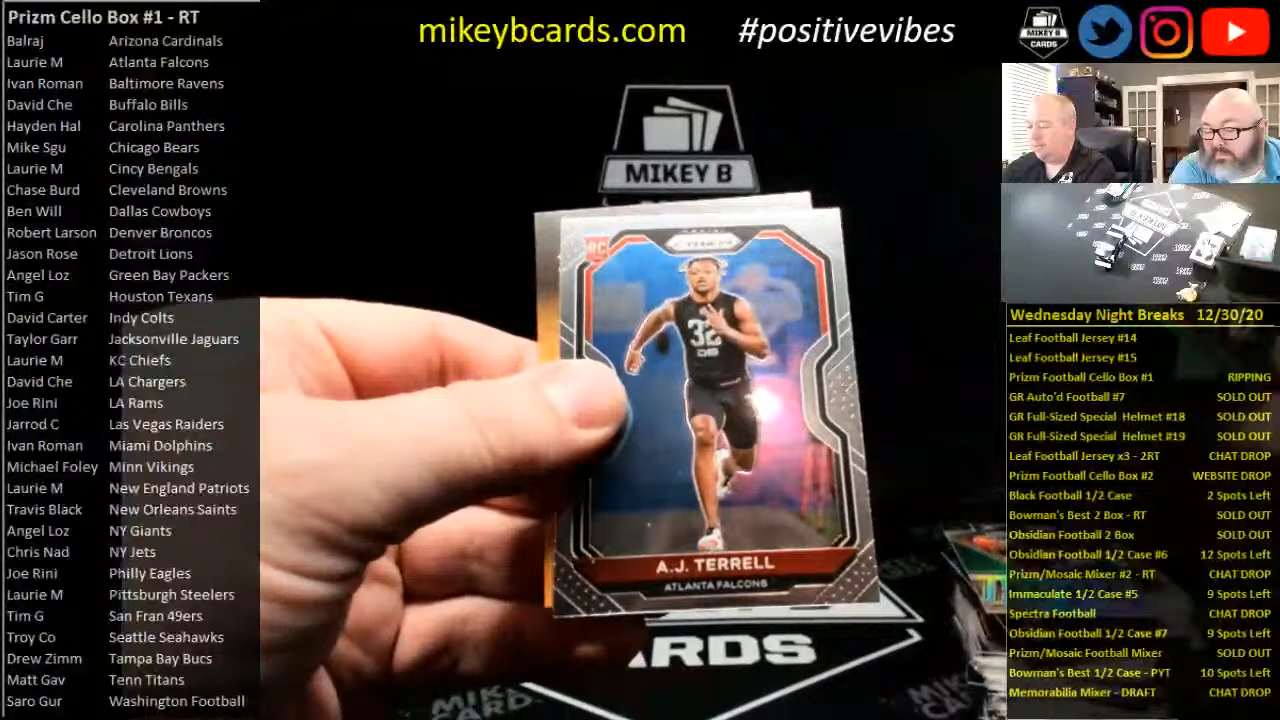 Prizm Cello Box #1 - RT
Balraj Arizona Cardinals
Laurie M Atlanta Falcons
Ivan Roman Baltimore Ravens
David Che Buffalo Bills
Hayden Hal Carolina Panthers
Mike Sgu Chicago Bears
Laurie M Cincy Bengals
Chase Burd Cleveland Browns
Ben Will Dallas Cowboys
Robert Larson Denver Broncos
Jason Rose Detroit Lions
Angel Loz Green Bay Packers
Tim G Houston Texans
David Carter Indy Colts
Taylor Garr Jacksonville Jaguars
Laurie M KC Chiefs
David Che LA Chargers
Joe Rini LA Rams
Jarrod C Las Vegas Raiders
Ivan Roman Miami Dolphins
Michael Foley Minn Vikings
Laurie M New England Patriots
Travis Black New Orleans Saints
Angel Loz NY Giants
Chris Nad NY Jets
Joe Rini Philly Eagles
Laurie M Pittsburgh Steelers
Tim G San Fran 49ers
Troy Co Seattle Seahawks
Drew Zimm Tampa Bay Bucs
Matt Gav Tenn Titans
Saro Gur Washington Football
mikeybcards.com #positivevibes
MIKEY B
CARDS
MIKEY B
RC
PRIZM
32
DB
A.J. TERRELL
ATLANTA FALCONS
ARDS
Wednesday Night Breaks 12/30/20
Leaf Football Jersey #14
Leaf Football Jersey #15
Prizm Football Cello Box #1 RIPPING
GR Auto'd Football #7 SOLD OUT
GR Full-Sized Special Helmet #18 SOLD OUT
GR Full-Sized Special Helmet #19 SOLD OUT
Leaf Football Jersey x3 - 2RT CHAT DROP
Prizm Football Cello Box #2 WEBSITE DROP
Black Football 1/2 Case 2 Spots Left
Bowman's Best 2 Box - RT SOLD OUT
Obsidian Football 2 Box SOLD OUT
Obsidian Football 1/2 Case #6 12 Spots Left
Prizm/Mosaic Mixer #2 - RT CHAT DROP
Immaculate 1/2 Case #5 9 Spots Left
Spectra Football CHAT DROP
Obsidian Football 1/2 Case #7 9 Spots Left
Prizm/Mosaic Football Mixer SOLD OUT
Bowman's Best 1/2 Case - PYT 10 Spots Left
Memorabilia Mixer - DRAFT CHAT DROP